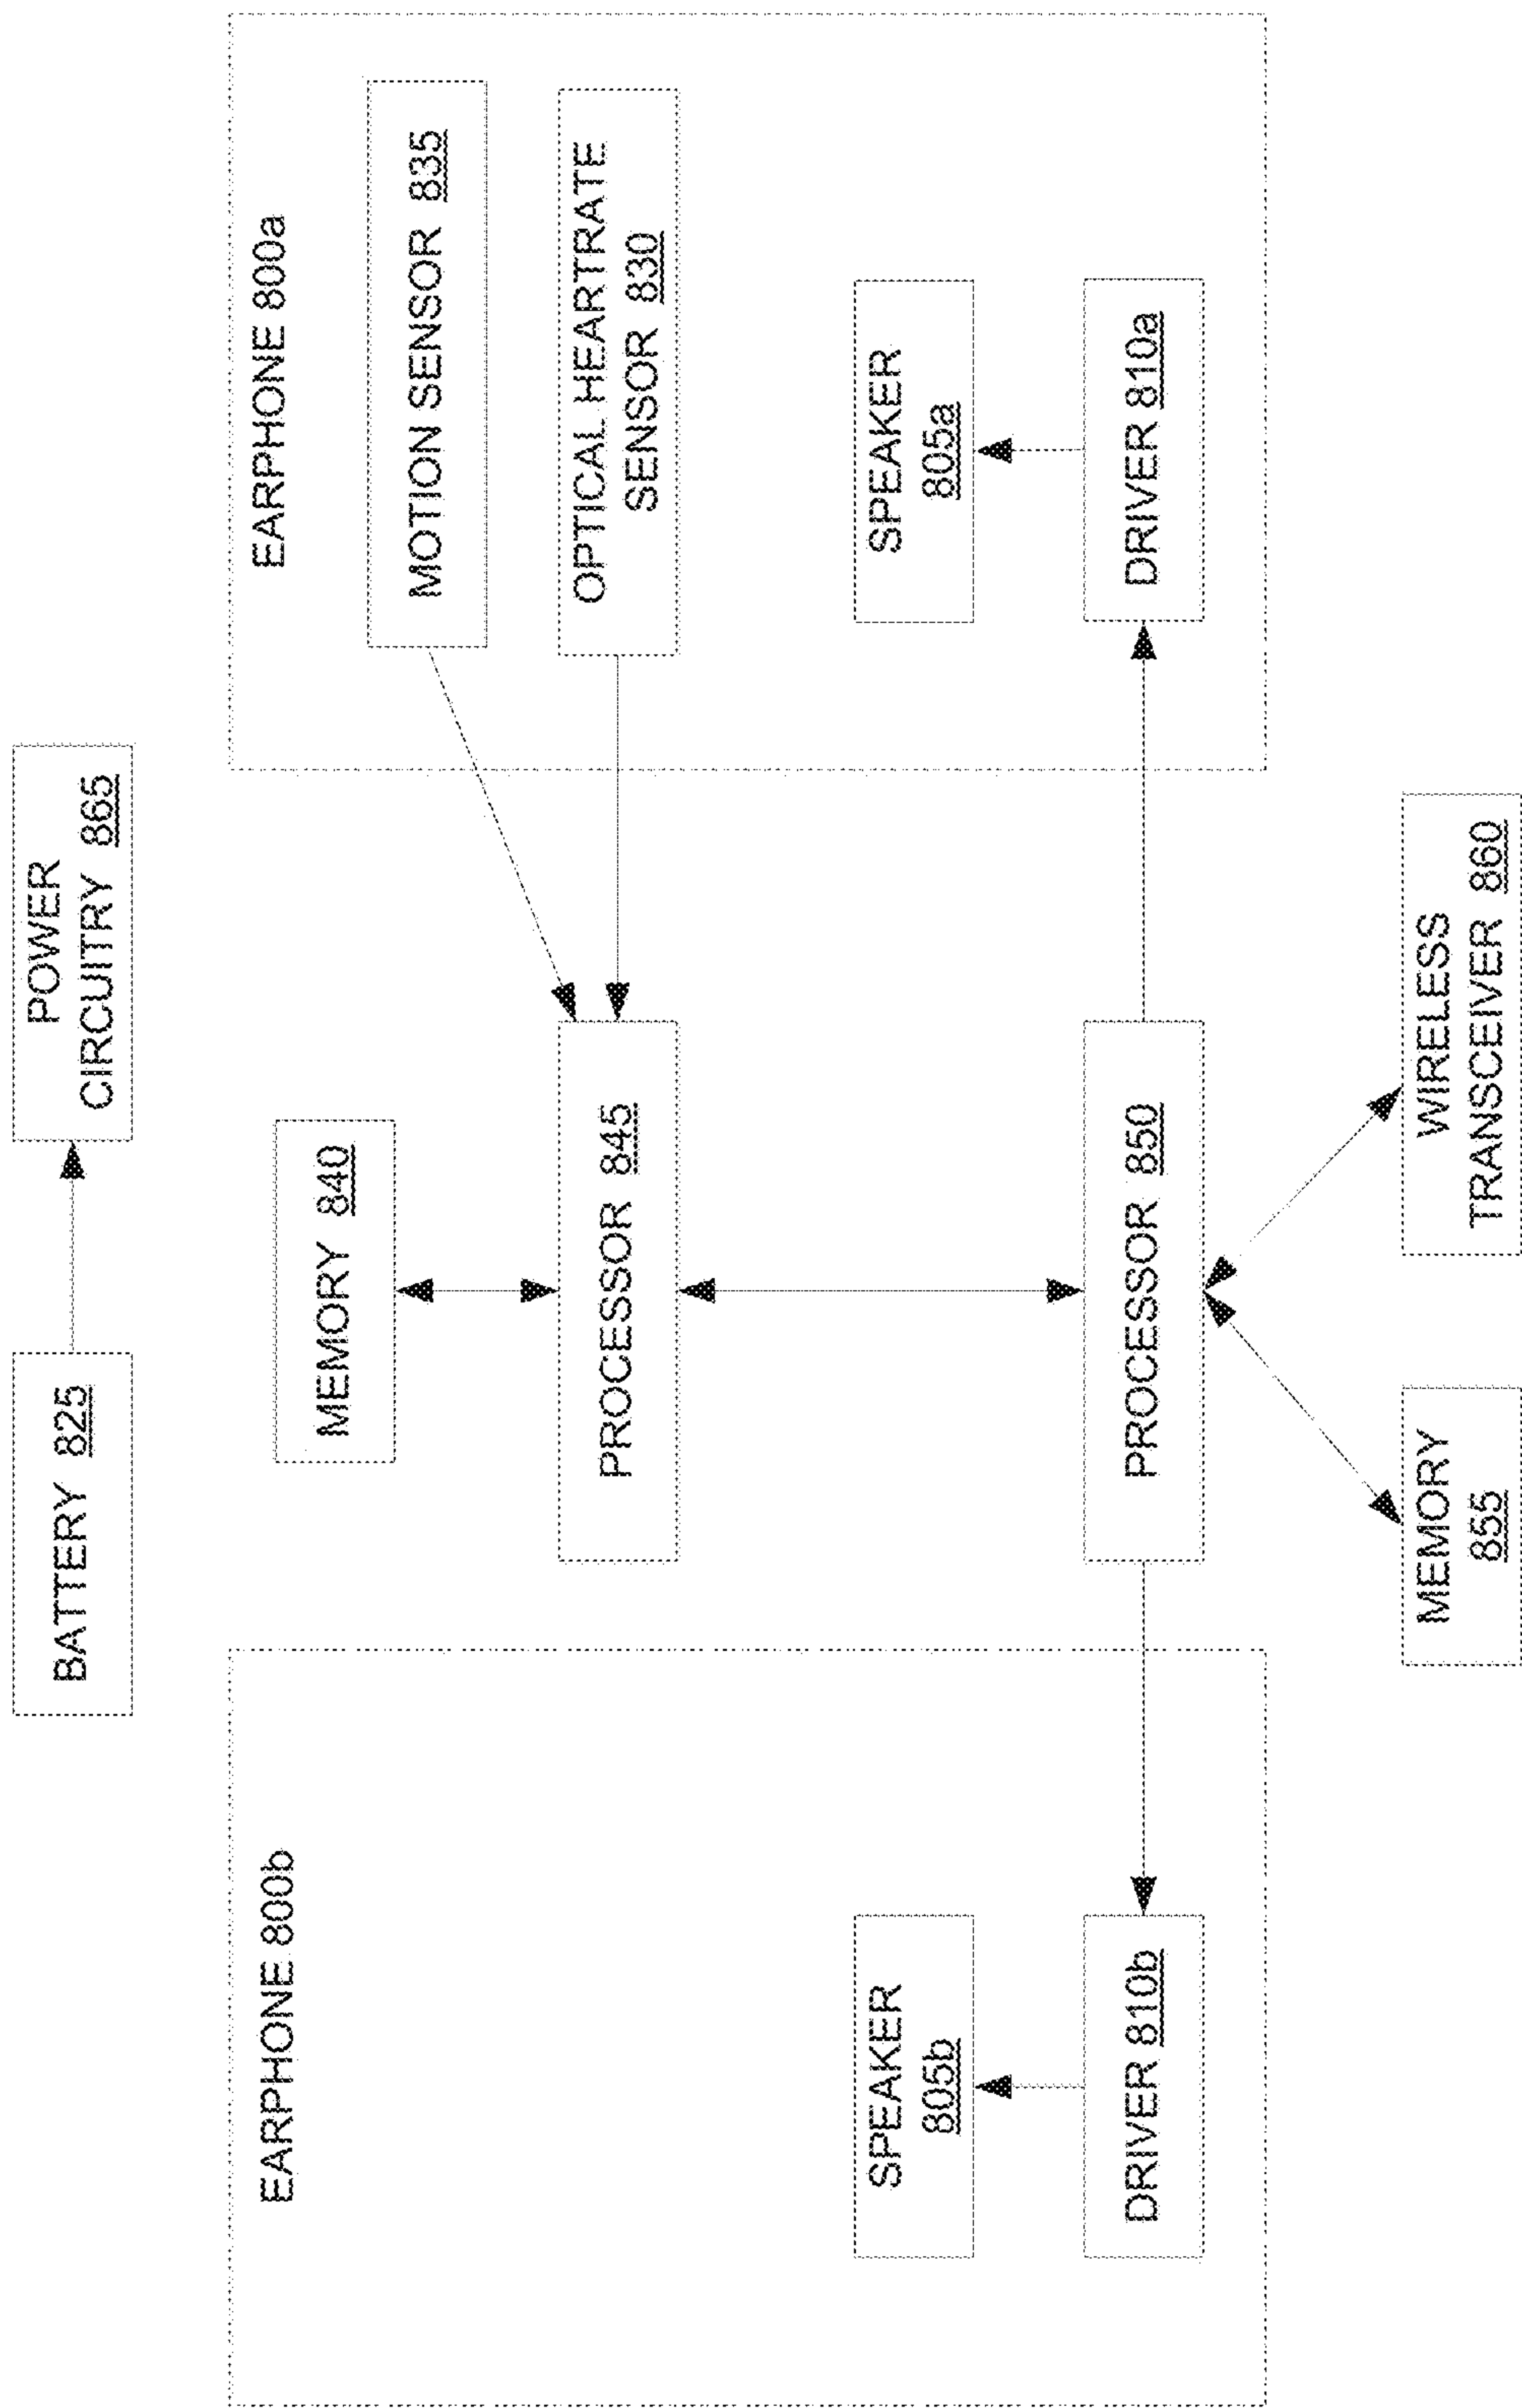 BATTERY 825
POWER
CIRCUITRY 865
EARPHONE 800b
EARPHONE 800a
MEMORY 840
MOTION SENSOR 835
PROCESSOR 845
OPTICAL HEARTRATE
SENSOR 830
SPEAKER
805b
SPEAKER
805a
DRIVER 810b
PROCESSOR 850
DRIVER 810a
MEMORY
855
WIRELESS
TRANSCEIVER 860